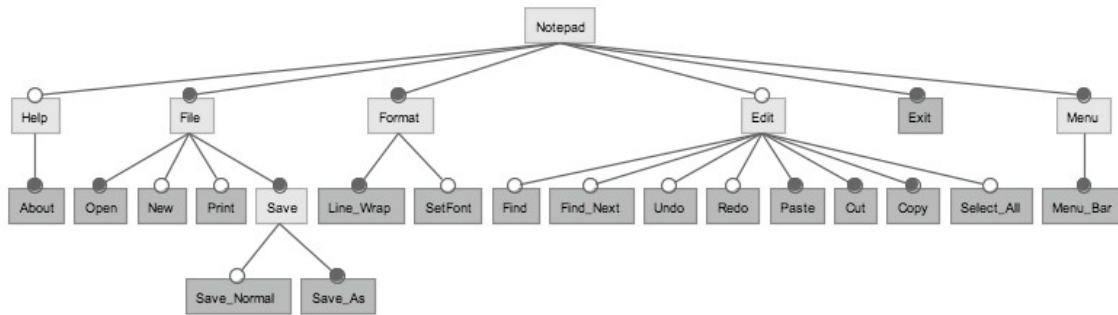 Notepad
Help File Format Edit Exit Menu
About Open New Print Save Line_Wrap SetFont Find Find_Next Undo Redo Paste Cut Copy Select_All Menu_Bar
Save_Normal Save_As